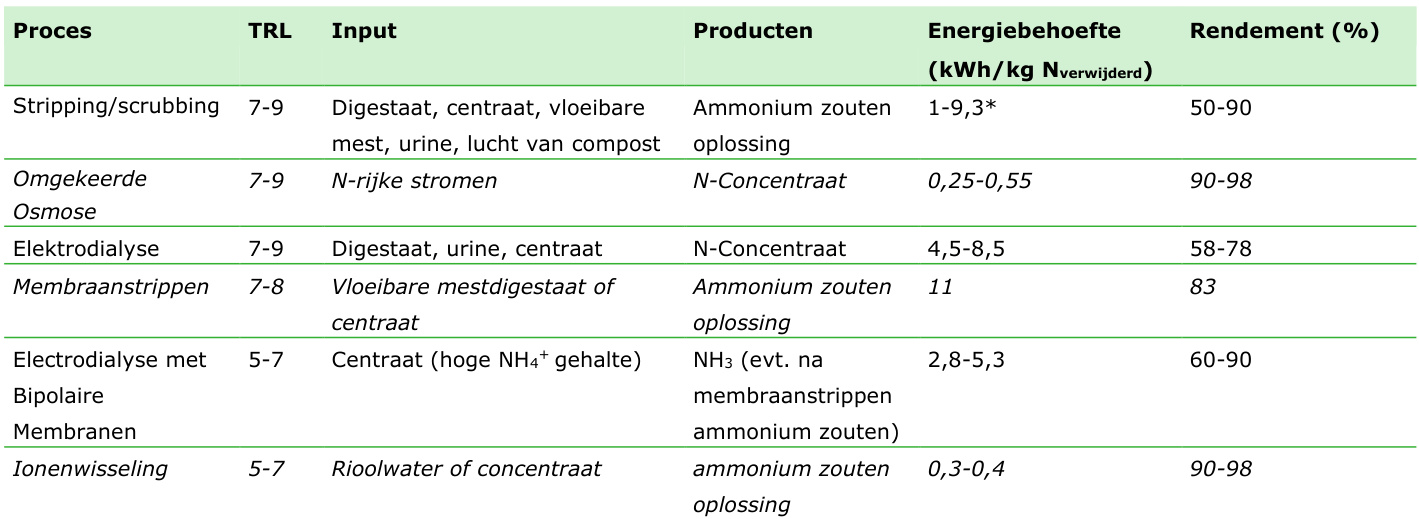 Proces TRL Input Producten Energiebehoefte Rendement (%)
(kWh/kg Nverwijderd)
Stripping/scrubbing 7-9 Digestaat, centraat, vloeibare Ammonium zouten 1-9,3* 50-90
mest, urine, lucht van compost oplossing
Omgekeerde 7-9 N-rijke stromen N-Concentraat 0,25-0,55 90-98
Osmose
Elektrodialyse 7-9 Digestaat, urine, centraat N-Concentraat 4,5-8,5 58-78
Membraanstrippen 7-8 Vloeibare mestdigestaat of Ammonium zouten 11 83
centraat oplossing
Electrodialyse met 5-7 Centraat (hoge NH₄⁺ gehalte) NH₃ (evt. na 2,8-5,3 60-90
Bipolaire membraanstrippen
Membranen ammonium zouten)
Ionenwisseling 5-7 Rioolwater of concentraat ammonium zouten 0,3-0,4 90-98
oplossing